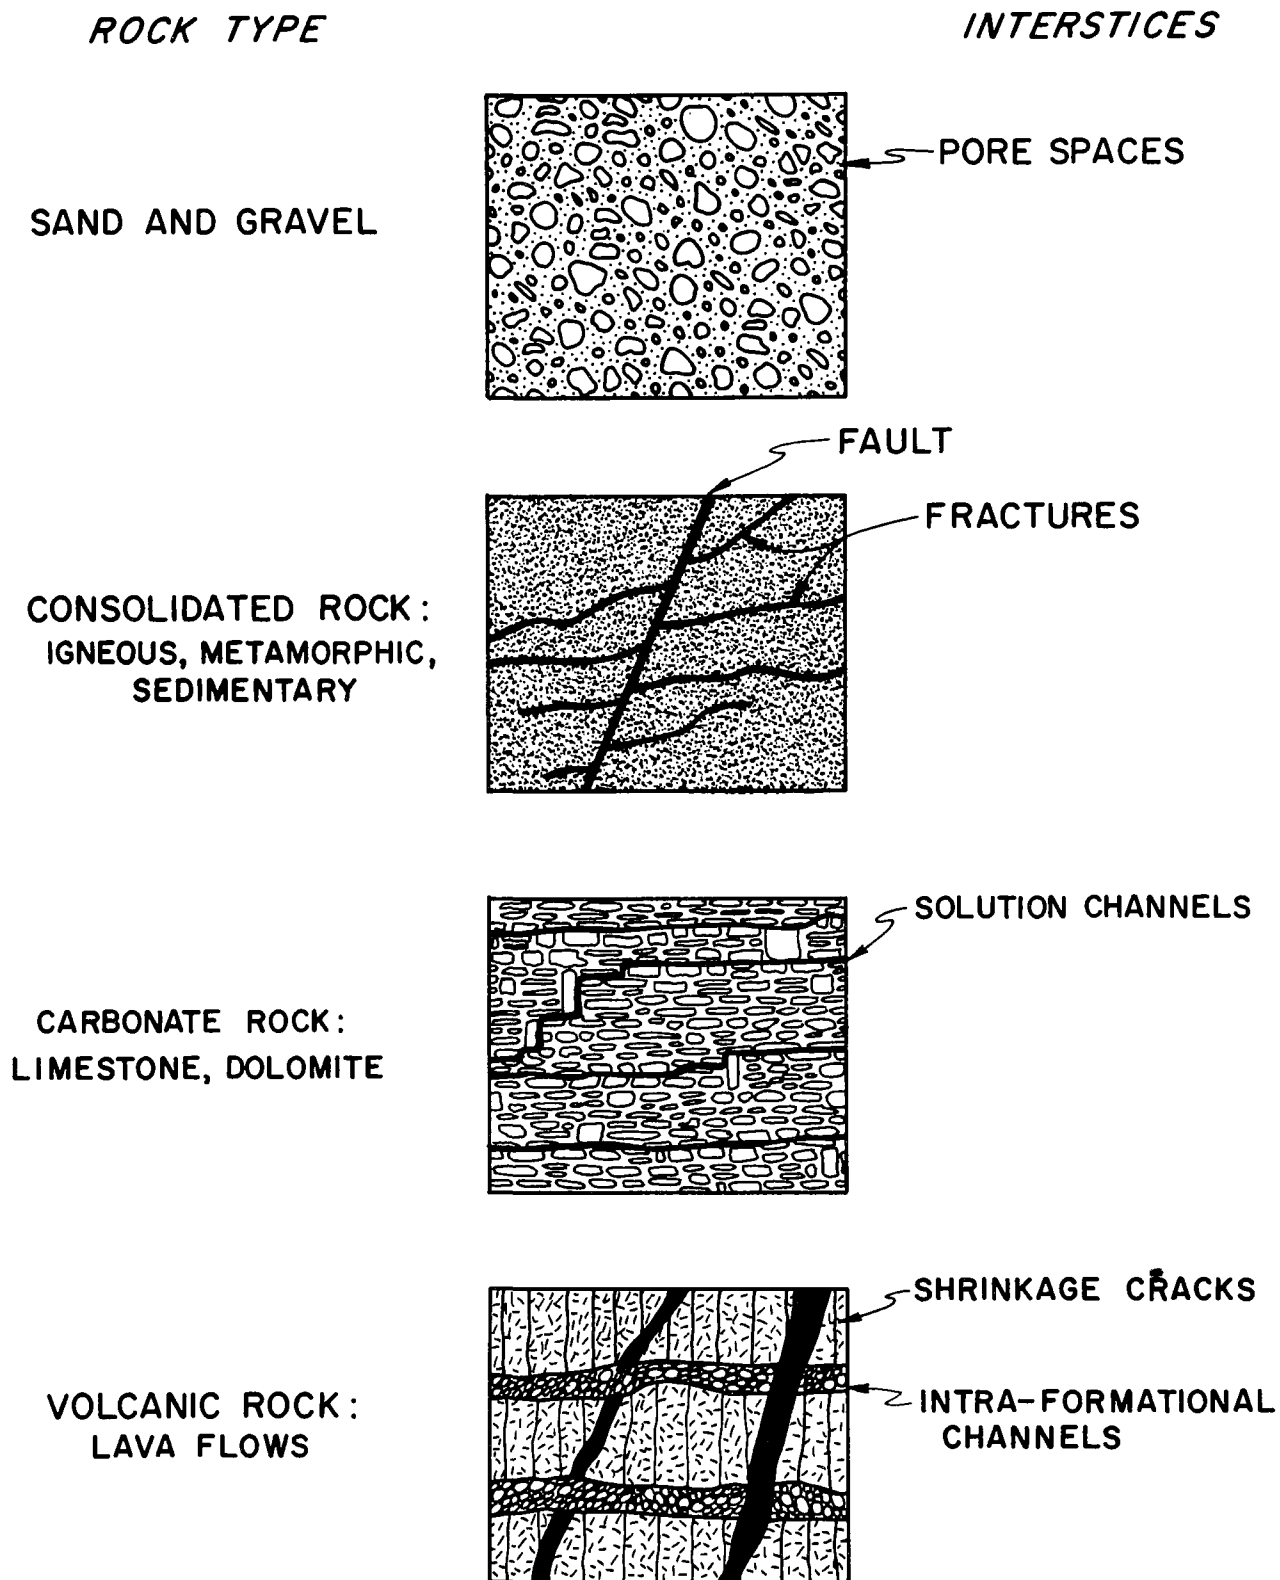 ROCK TYPE
INTERSTICES
PORE SPACES
SAND AND GRAVEL
FAULT
FRACTURES
CONSOLIDATED ROCK:
IGNEOUS, METAMORPHIC,
SEDIMENTARY
SOLUTION CHANNELS
CARBONATE ROCK:
LIMESTONE, DOLOMITE
SHRINKAGE CRACKS
INTRA-FORMATIONAL
CHANNELS
VOLCANIC ROCK:
LAVA FLOWS